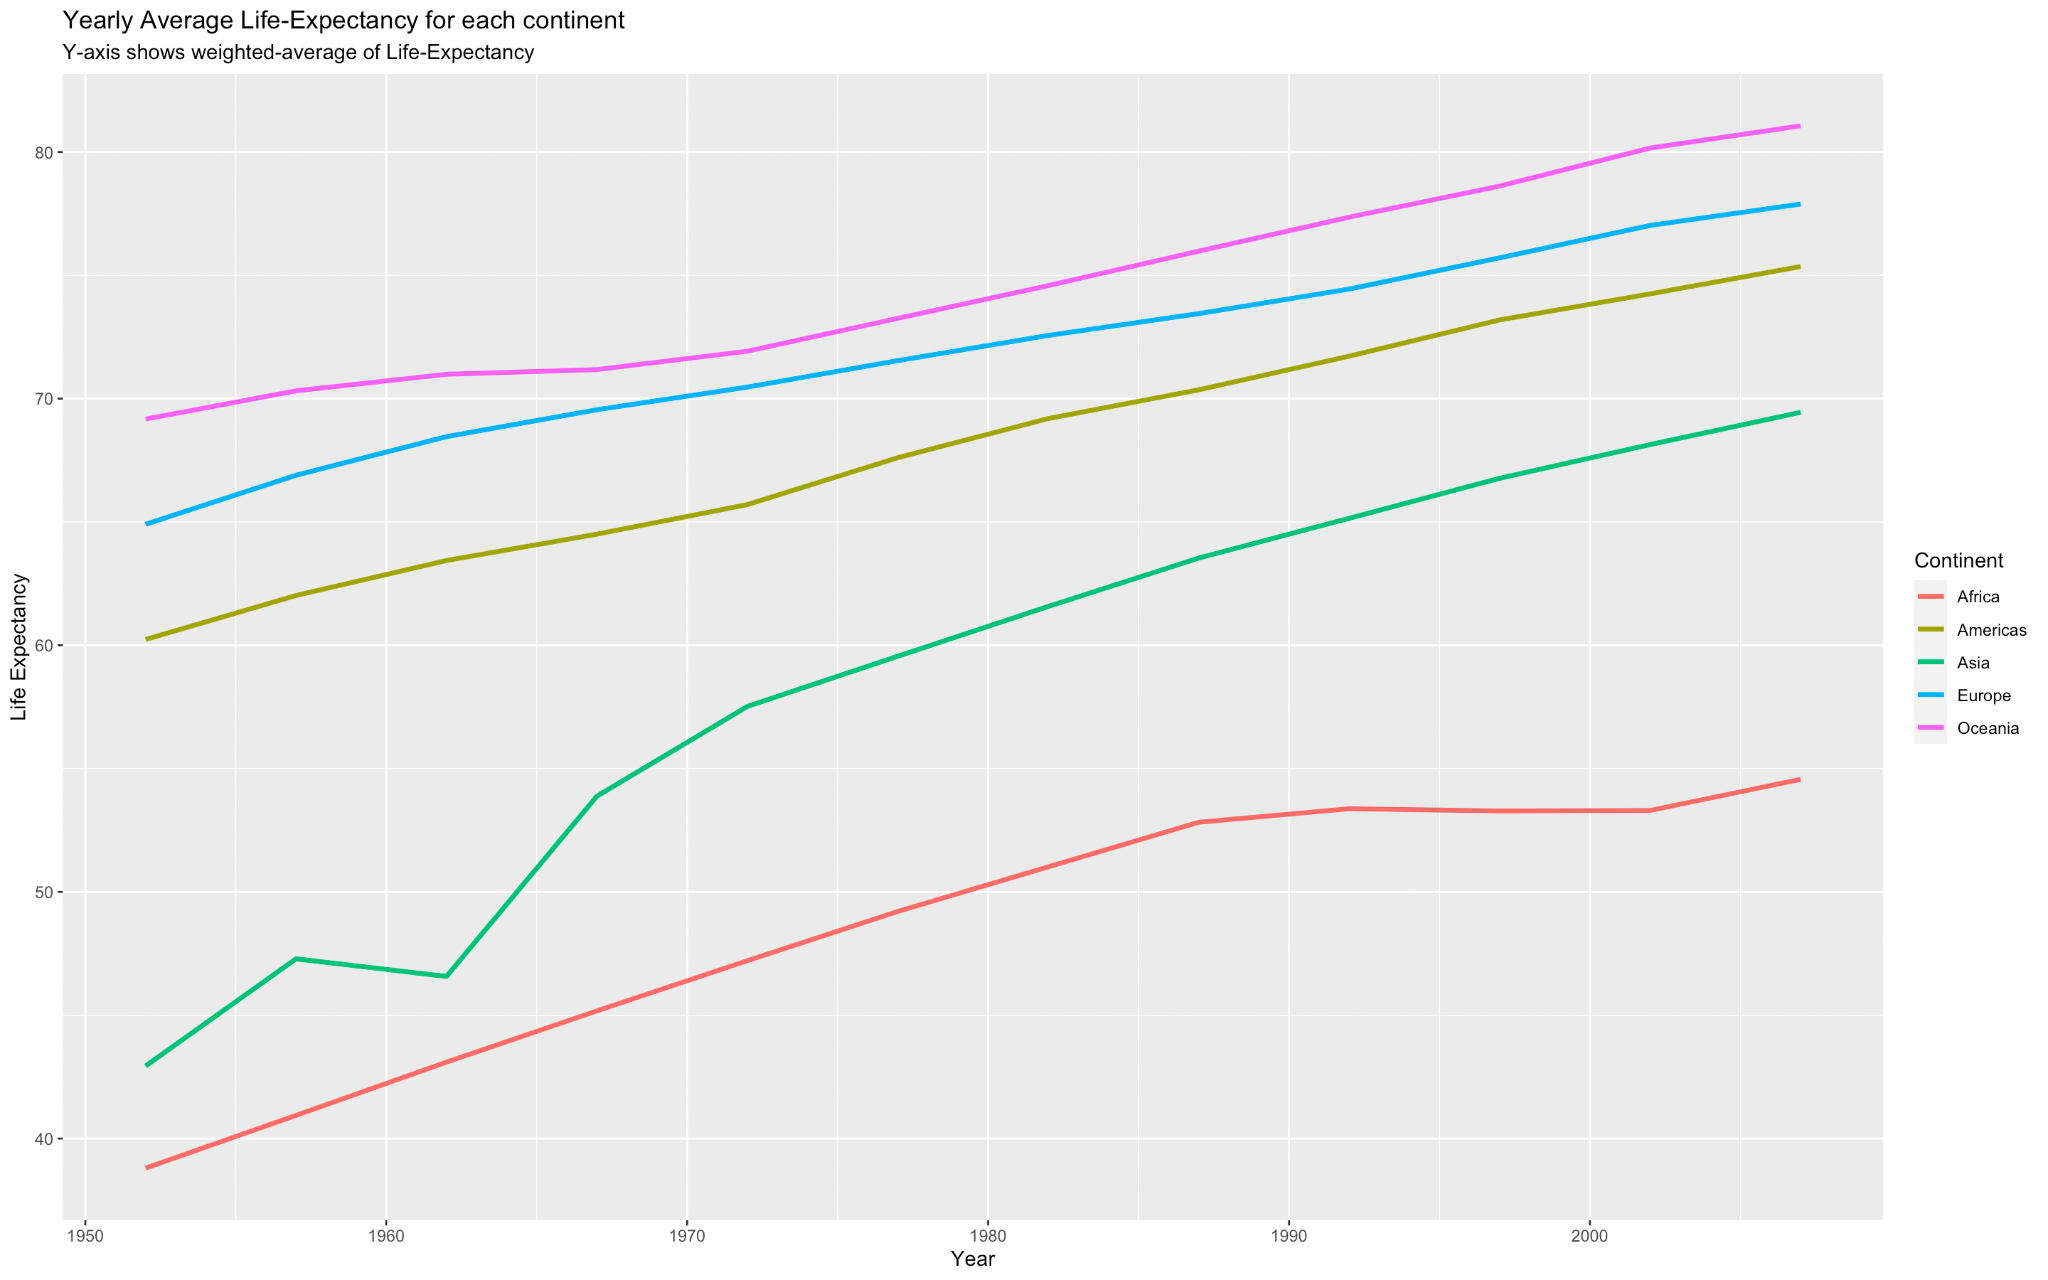 Yearly Average Life-Expectancy for each continent
Y-axis shows weighted-average of Life-Expectancy
80
70
60
50
40
Life Expectancy
1950
1960
1970
1980
1990
2000
Year
Continent
Africa
Americas
Asia
Europe
Oceania